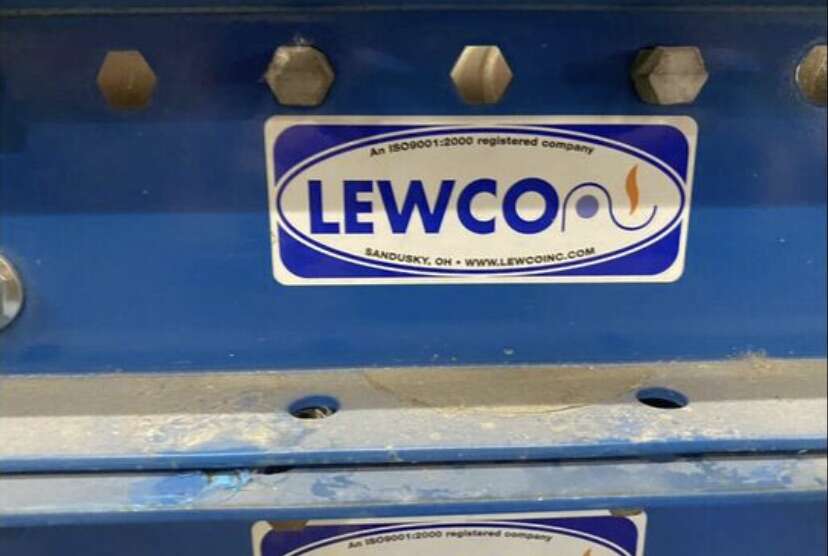 An ISO9001:2000 registered company
LEWCO
SANDUSKY, OH • WWW.LEWCOINC.COM
An ISO9001:2000 registered company